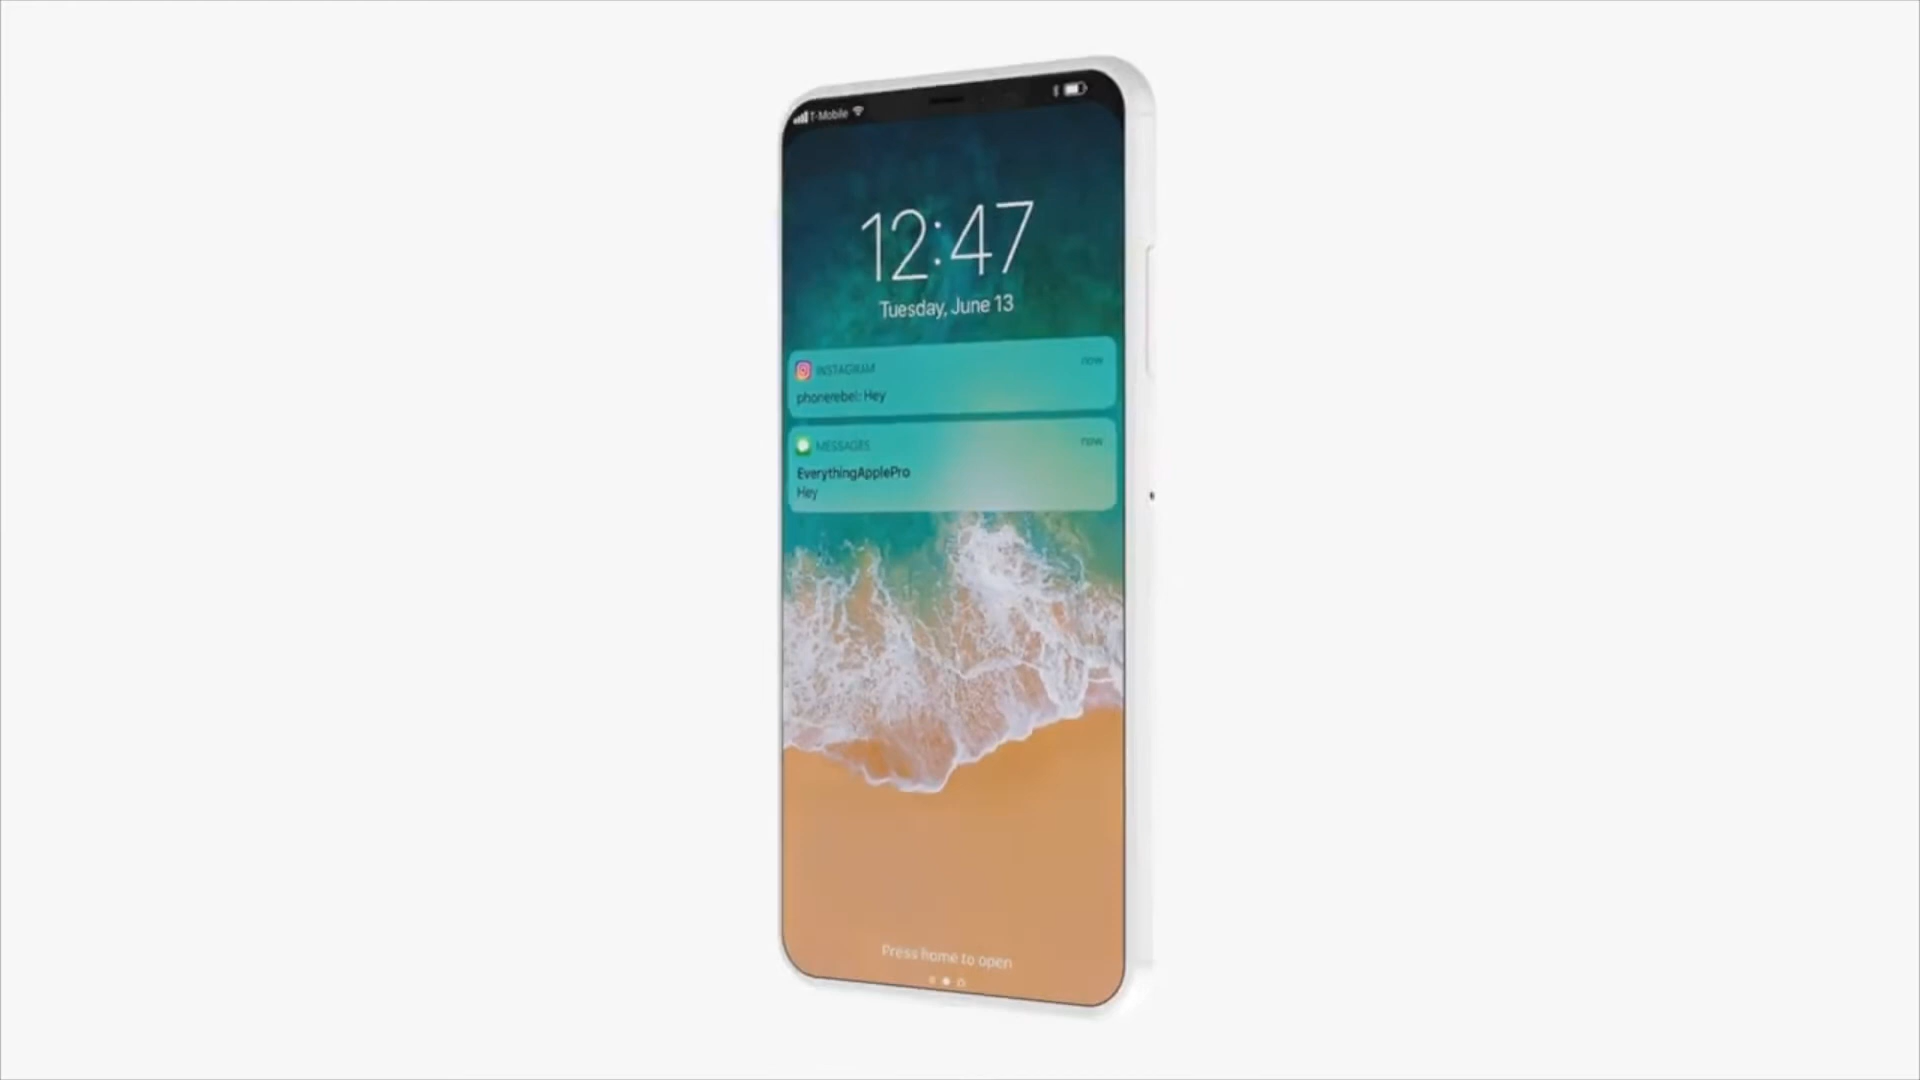 T-Mobile
12:47
Tuesday, June 13
INSTAGRAM now
phonerebel: Hey
MESSAGES now
EverythingApplePro
Hey
Press home to open